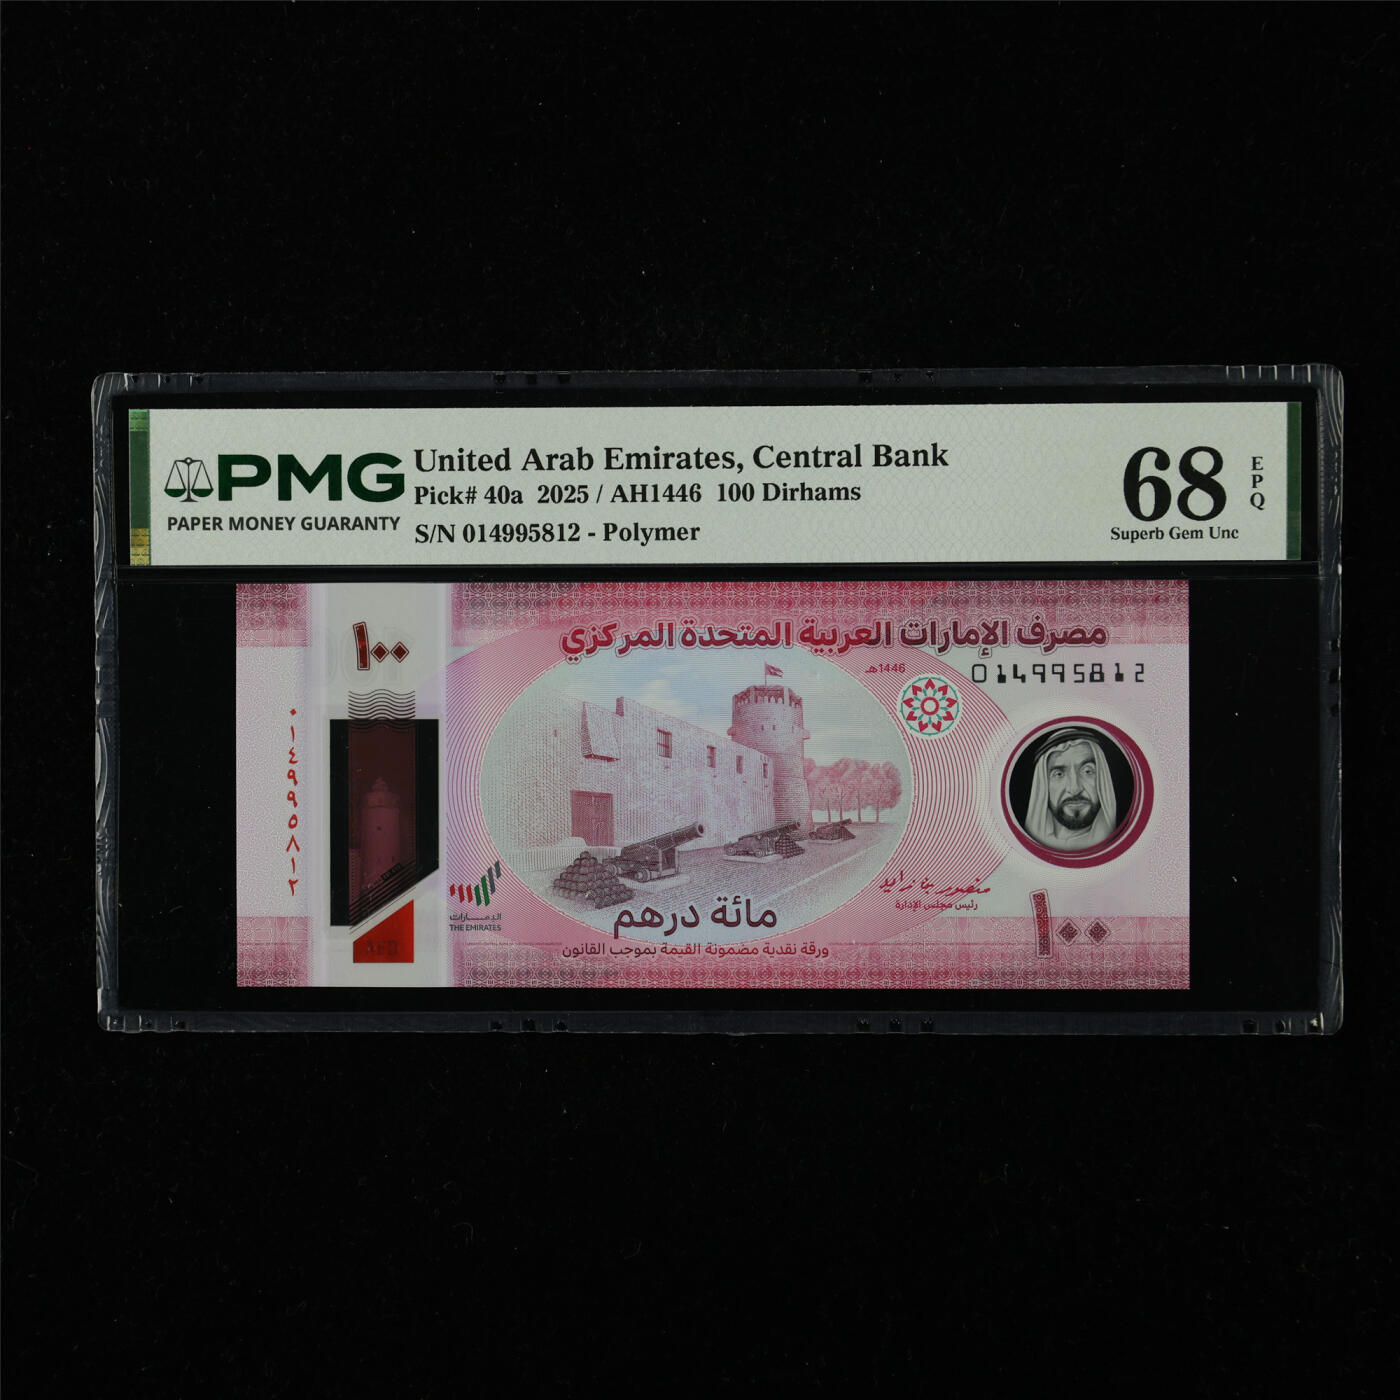 PMG
PAPER MONEY GUARANTY
United Arab Emirates, Central Bank
Pick# 40a 2025 / AH1446 100 Dirhams
S/N 014995812 - Polymer
68
EPQ
Superb Gem Unc
١٠٠
مصرف الإمارات العربية المتحدة المركزي
1446هـ
014995812
٠١٤٩٩٥٨١٢
الإمارات
THE EMIRATES
مائة درهم
ورقة نقدية مضمونة القيمة بموجب القانون
رئيس مجلس الإدارة
١٠٠